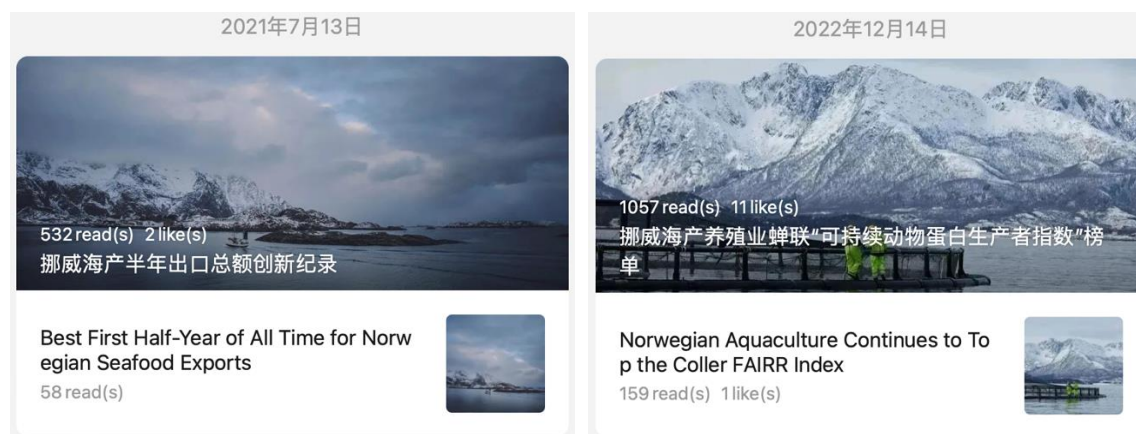 2021年7月13日
532 read(s) 2 like(s)
挪威海产半年出口总额创新纪录
Best First Half-Year of All Time for Norw
egian Seafood Exports
58 read(s)
2022年12月14日
1057 read(s) 11 like(s)
挪威海产养殖业蝉联“可持续动物蛋白生产者指数”榜
单
Norwegian Aquaculture Continues to To
p the Coller FAIRR Index
159 read(s) 1 like(s)